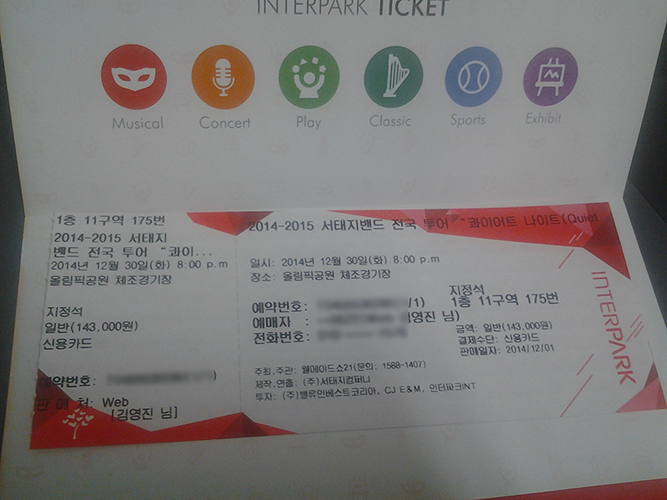 INTERPARK TICKET
Musical Concert Play Classic Sports Exhibit
1층 11구역 175번
2014-2015 서태지
밴드 전국 투어 "콰이...
2014년 12월 30일(화) 8:00 p.m
올림픽공원 체조경기장
지정석
일반(143,000원)
신용카드
예약번호:
판 매 처: Web
[김영진 님]
2014-2015 서태지밴드 전국 투어 "콰이어트 나이트(Quiet
일시: 2014년 12월 30일(화) 8:00 p.m
장소: 올림픽공원 체조경기장
예약번호: /1)
예매자 : 영진 님)
전화번호:
지정석
1층 11구역 175번
금액: 일반(143,000원)
결제수단: 신용카드
판매일자: 2014/12/01
주최,주관: 웰메이드쇼21(문의: 1588-1407)
제작.연출: (주)서태지컴퍼니
투자: (주)밸류인베스트코리아, CJ E&M, 인터파크INT
INTERPARK